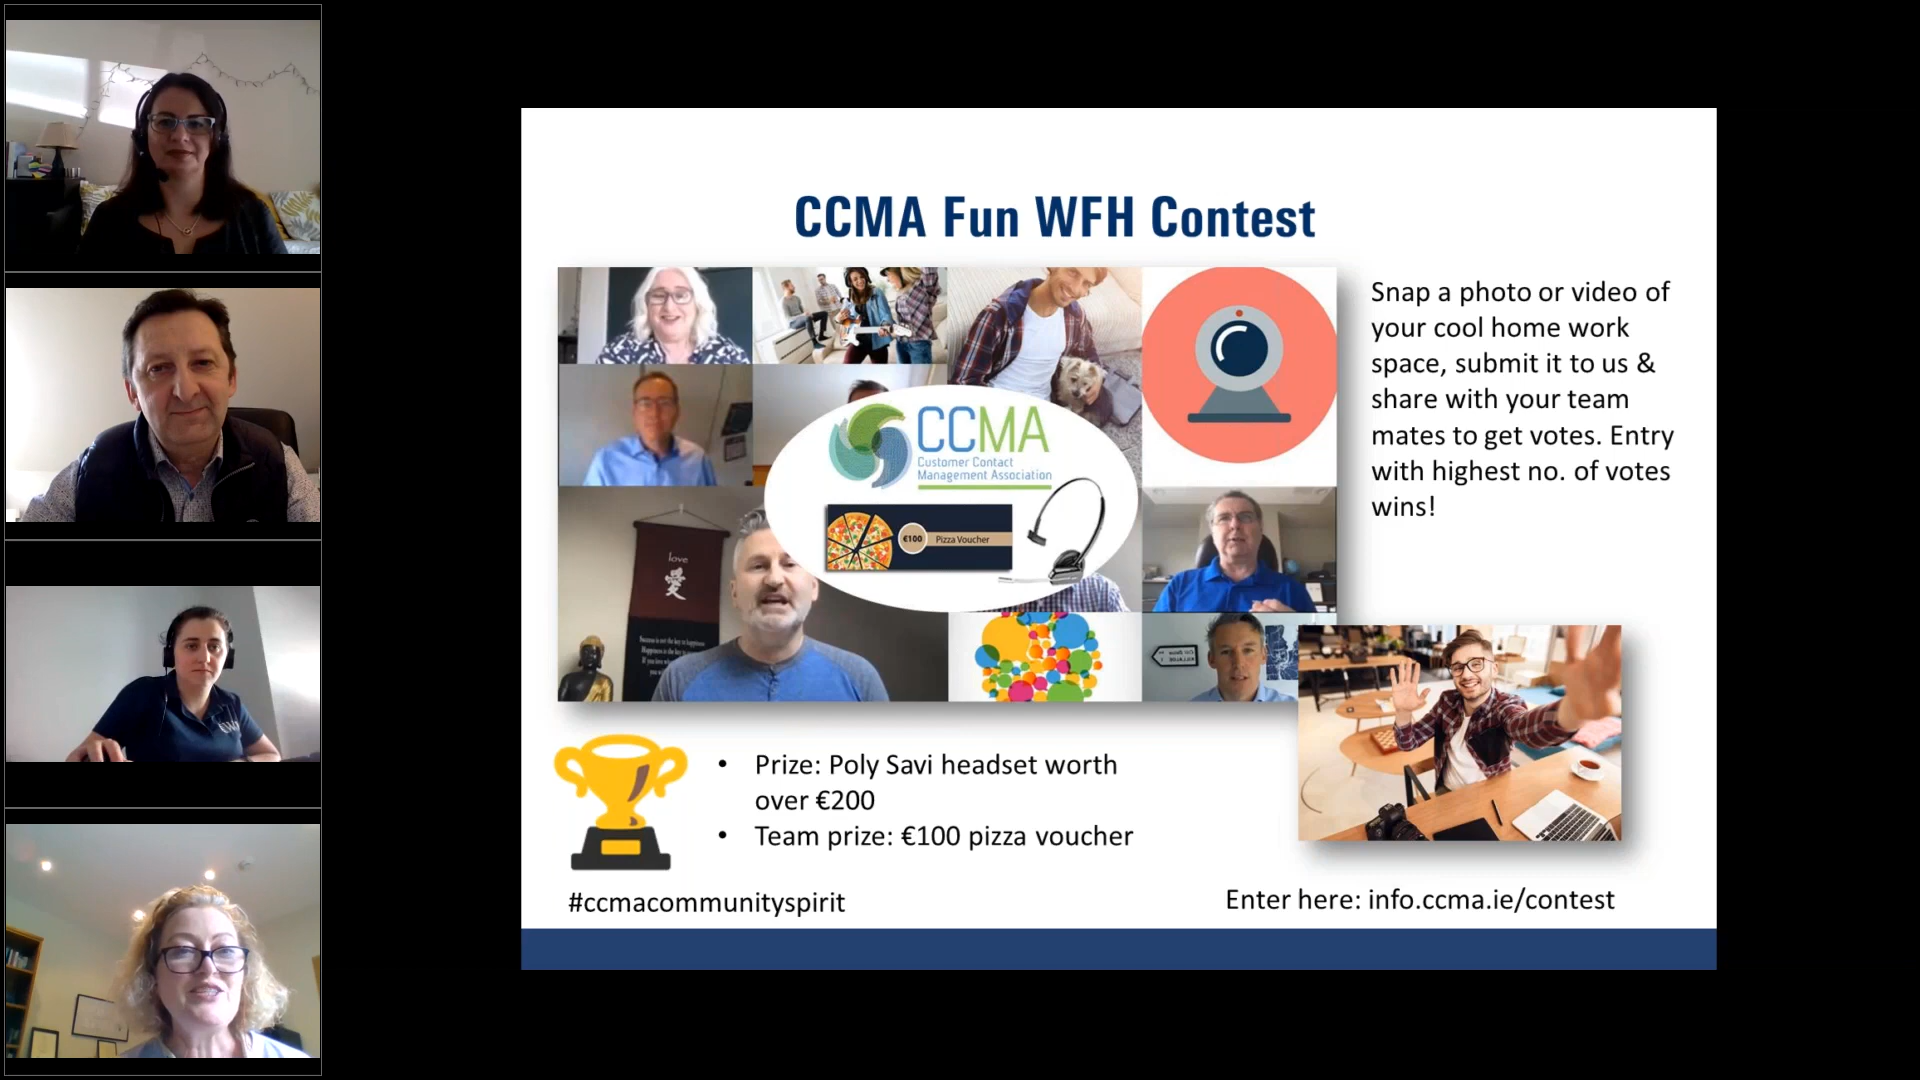 CCMA Fun WFH Contest
Snap a photo or video of
your cool home work
space, submit it to us &
share with your team
mates to get votes. Entry
with highest no. of votes
wins!
CCMA
Customer Contact
Management Association
€100 Pizza Voucher
love
愛
• Prize: Poly Savi headset worth
over €200
• Team prize: €100 pizza voucher
#ccmacommunityspirit
Enter here: info.ccma.ie/contest